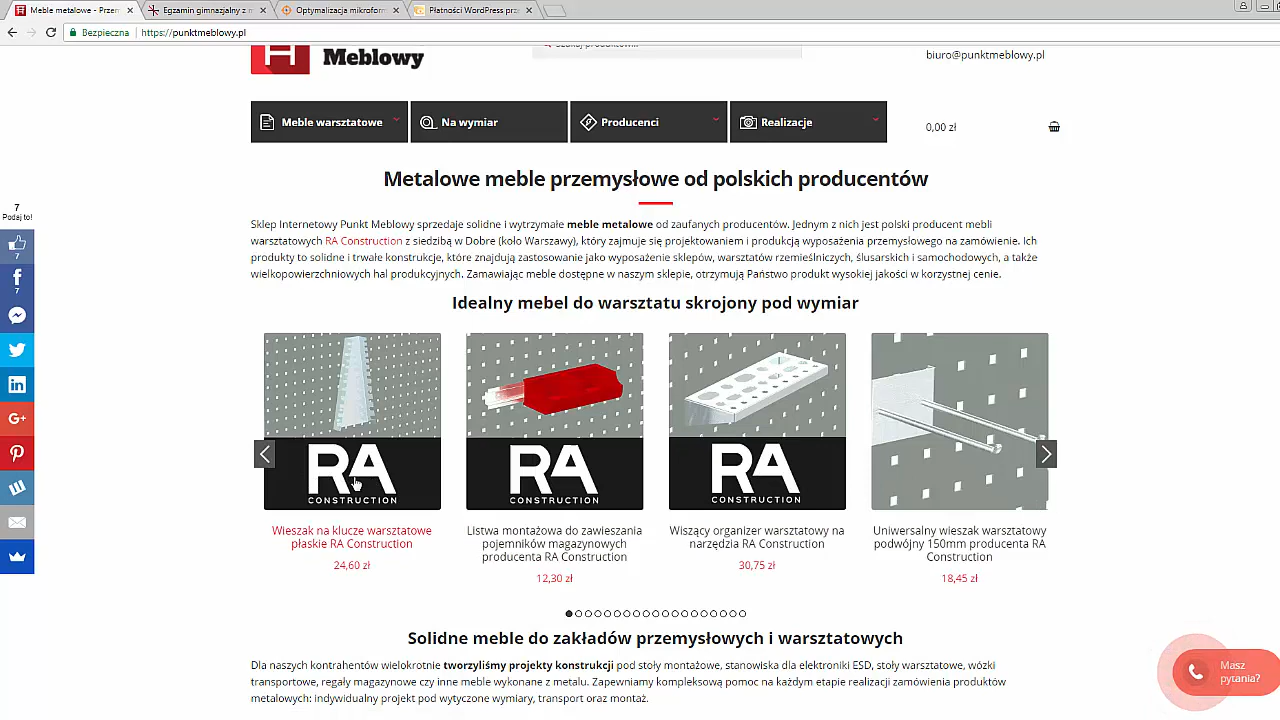 Meble metalowe - Przem
Egzamin gimnazjalny z m
Optymalizacja mikroform
Płatności WordPress prze
Bezpieczna
https://punktmeblowy.pl
Meblowy
biuro@punktmeblowy.pl
Meble warsztatowe
Na wymiar
Producenci
Realizacje
0,00 zł
Metalowe meble przemysłowe od polskich producentów
Sklep Internetowy Punkt Meblowy sprzedaje solidne i wytrzymałe meble metalowe od zaufanych producentów. Jednym z nich jest polski producent mebli
warsztatowych RA Construction z siedzibą w Dobre (koło Warszawy), który zajmuje się projektowaniem i produkcją wyposażenia przemysłowego na zamówienie. Ich
produkty to solidne i trwałe konstrukcje, które znajdują zastosowanie jako wyposażenie sklepów, warsztatów rzemieślniczych, ślusarskich i samochodowych, a także
wielkopowierzchniowych hal produkcyjnych. Zamawiając meble dostępne w naszym sklepie, otrzymują Państwo produkt wysokiej jakości w korzystnej cenie.
7
Podaj to!
7
7
Idealny mebel do warsztatu skrojony pod wymiar
RA
CONSTRUCTION
RA
CONSTRUCTION
RA
CONSTRUCTION
Wieszak na klucze warsztatowe
płaskie RA Construction
24,60 zł
Listwa montażowa do zawieszania
pojemników magazynowych
producenta RA Construction
12,30 zł
Wiszący organizer warsztatowy na
narzędzia RA Construction
30,75 zł
Uniwersalny wieszak warsztatowy
podwójny 150mm producenta RA
Construction
18,45 zł
Solidne meble do zakładów przemysłowych i warsztatowych
Dla naszych kontrahentów wielokrotnie tworzyliśmy projekty konstrukcji pod stoły montażowe, stanowiska dla elektroniki ESD, stoły warsztatowe, wózki
transportowe, regały magazynowe czy inne meble wykonane z metalu. Zapewniamy kompleksową pomoc na każdym etapie realizacji zamówienia produktów
metalowych: indywidualny projekt pod wytyczone wymiary, transport oraz montaż.
Masz
pytania?